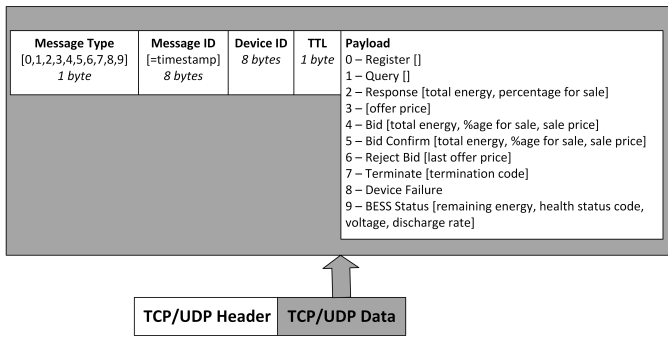 Message Type
[0,1,2,3,4,5,6,7,8,9]
1 byte
Message ID
[=timestamp]
8 bytes
Device ID
8 bytes
TTL
1 byte
Payload
0 – Register []
1 – Query []
2 – Response [total energy, percentage for sale]
3 – [offer price]
4 – Bid [total energy, %age for sale, sale price]
5 – Bid Confirm [total energy, %age for sale, sale price]
6 – Reject Bid [last offer price]
7 – Terminate [termination code]
8 – Device Failure
9 – BESS Status [remaining energy, health status code,
voltage, discharge rate]
TCP/UDP Header
TCP/UDP Data